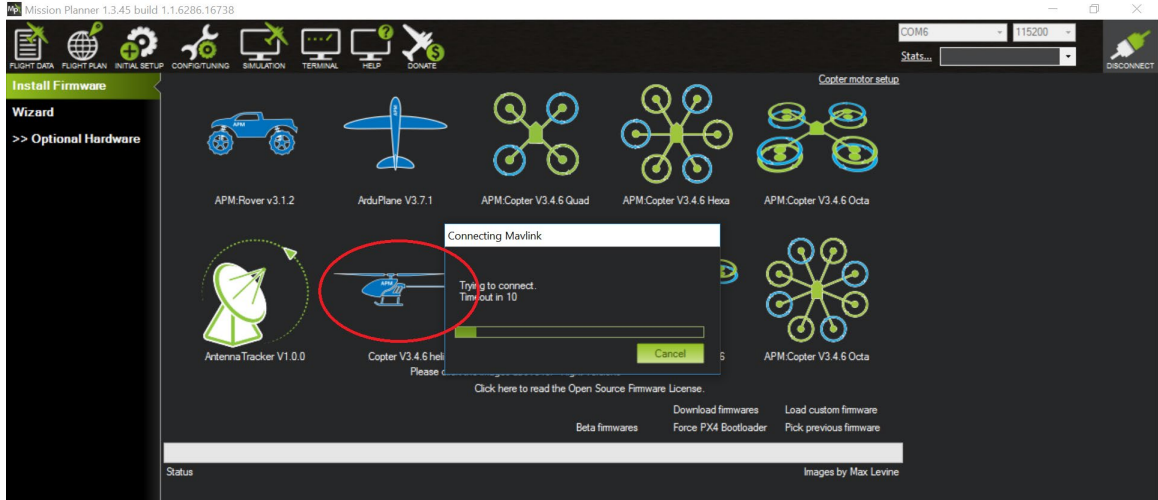 Mission Planner 1.3.45 build 1.1.6286.16738
FLIGHT DATA FLIGHT PLAN INITIAL SETUP CONFIG/TUNING SIMULATION TERMINAL HELP DONATE
COM6 115200
Stats...
DISCONNECT
Install Firmware
Copter motor setup
Wizard
>> Optional Hardware
APM:Rover v3.1.2 ArduPlane V3.7.1 APM:Copter V3.4.6 Quad APM:Copter V3.4.6 Hexa APM:Copter V3.4.6 Octa
Connecting Mavlink
Trying to connect.
Timeout in 10
Cancel
AntennaTracker V1.0.0 Copter V3.4.6 heli 6 APM:Copter V3.4.6 Octa
Please
Click here to read the Open Source Firmware License.
Download firmwares Load custom firmware
Beta firmwares Force PX4 Bootloader Pick previous firmware
Status Images by Max Levine